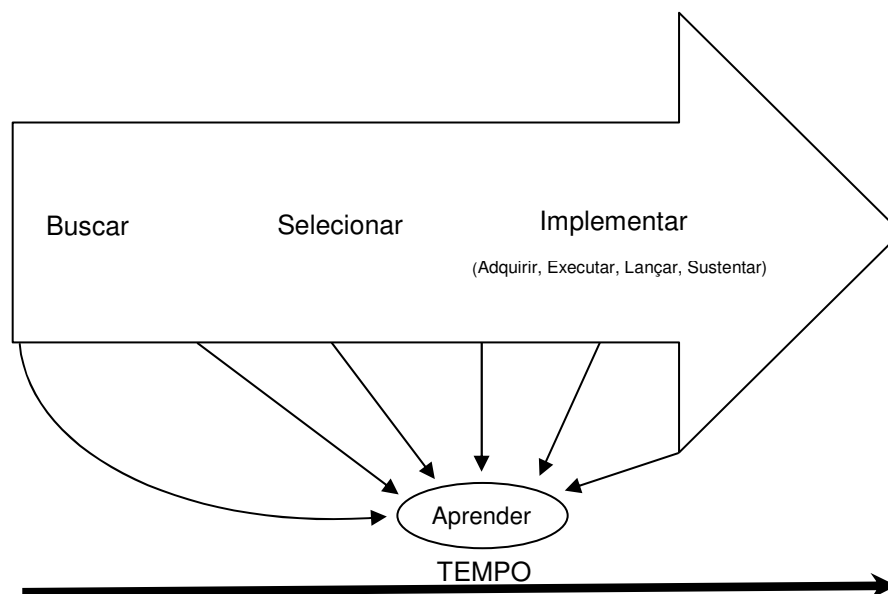 Buscar
Selecionar
Implementar
(Adquirir, Executar, Lançar, Sustentar)
Aprender
TEMPO